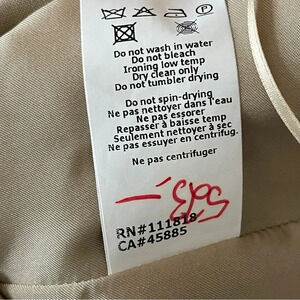 P
Do not wash in water
Do not bleach
Ironing low temp
Dry clean only
Do not tumbler drying
Do not spin-drying
Ne pas nettoyer dans l'eau
Ne pas essorer
Repasser à baisse temp
Seulement nettoyer à sec
Ne pas essuyer en centrifug.
Ne pas centrifuger
RN#111818
CA#45885